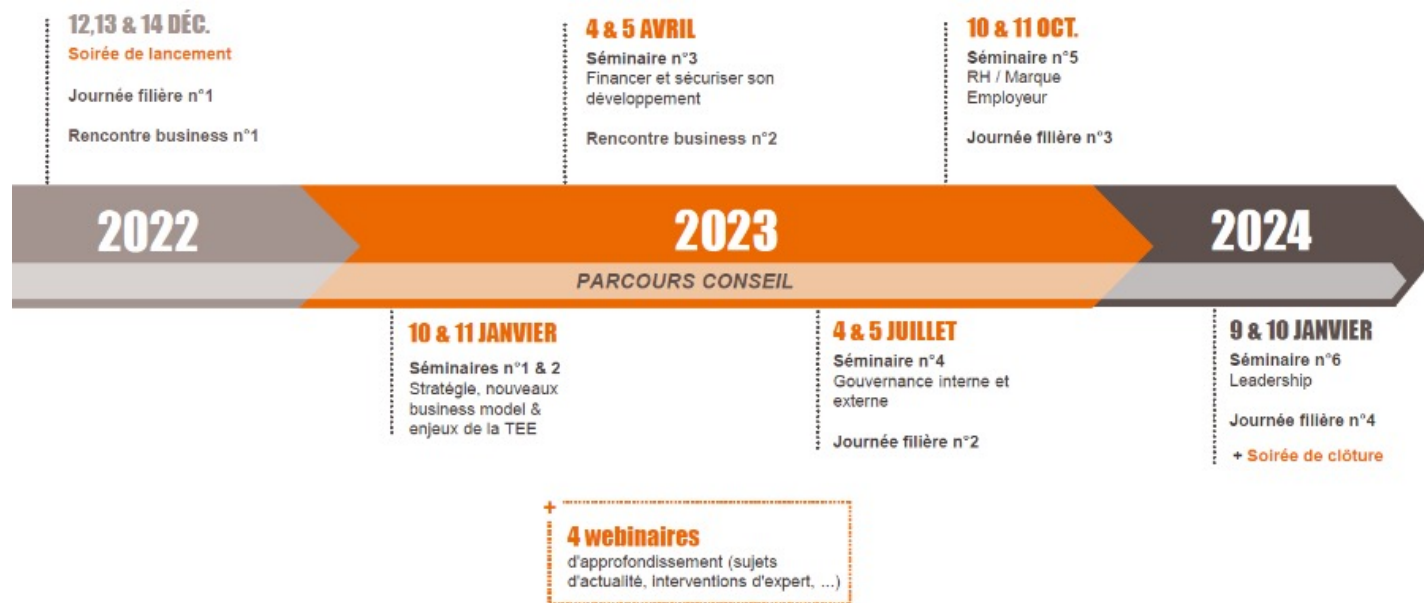 12,13 & 14 DÉC.
Soirée de lancement
Journée filière n°1
Rencontre business n°1
4 & 5 AVRIL
Séminaire n°3
Financer et sécuriser son
développement
Rencontre business n°2
10 & 11 OCT.
Séminaire n°5
RH / Marque
Employeur
Journée filière n°3
2022
2023
2024
PARCOURS CONSEIL
10 & 11 JANVIER
Séminaires n°1 & 2
Stratégie, nouveaux
business model &
enjeux de la TEE
4 & 5 JUILLET
Séminaire n°4
Gouvernance interne et
externe
Journée filière n°2
9 & 10 JANVIER
Séminaire n°6
Leadership
Journée filière n°4
+ Soirée de clôture
+
4 webinaires
d'approfondissement (sujets
d'actualité, interventions d'expert, ...)